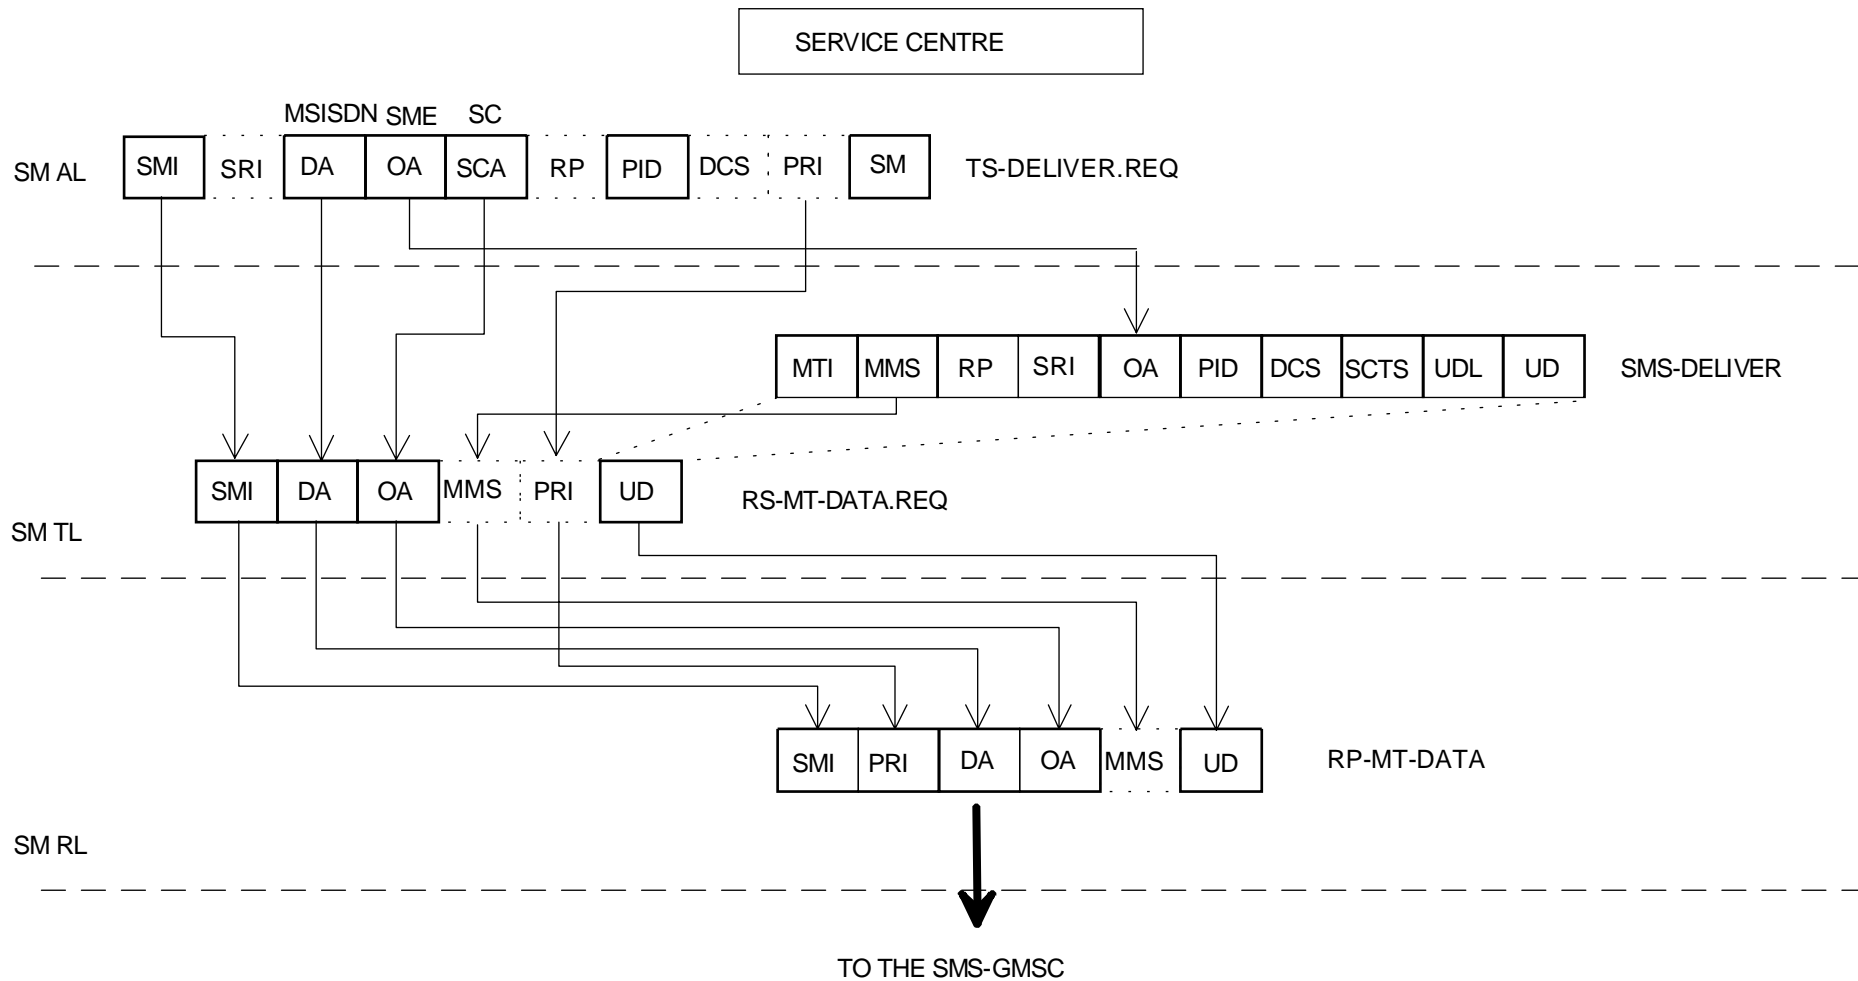 SERVICE CENTRE
MSISDN SME SC
SM AL SMI SRI DA OA SCA RP PID DCS PRI SM TS-DELIVER.REQ
MTI MMS RP SRI OA PID DCS SCTS UDL UD SMS-DELIVER
SMI DA OA MMS PRI UD RS-MT-DATA.REQ
SM TL
SMI PRI DA OA MMS UD RP-MT-DATA
SM RL
TO THE SMS-GMSC